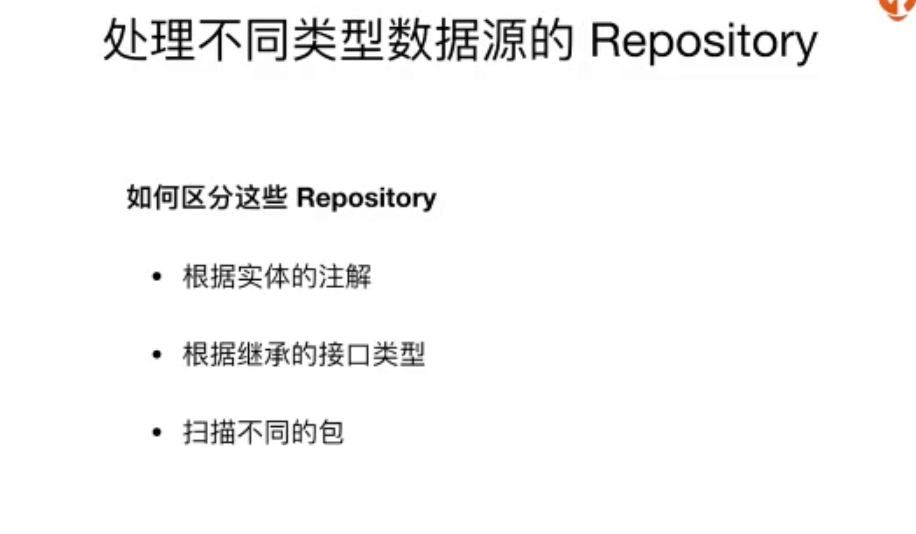 处理不同类型数据源的 Repository
如何区分这些 Repository
• 根据实体的注解
• 根据继承的接口类型
• 扫描不同的包